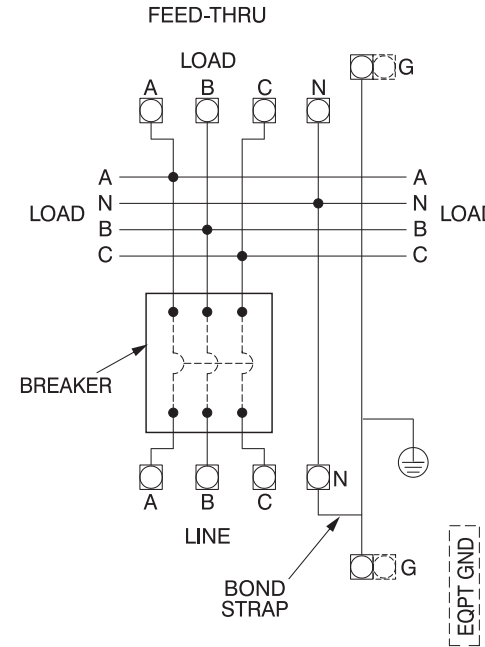 FEED-THRU
LOAD
A B C N
G
A A
LOAD N N LOAD
B B
C C
BREAKER
N
A B C
LINE
G
BOND
STRAP
EQPT GND